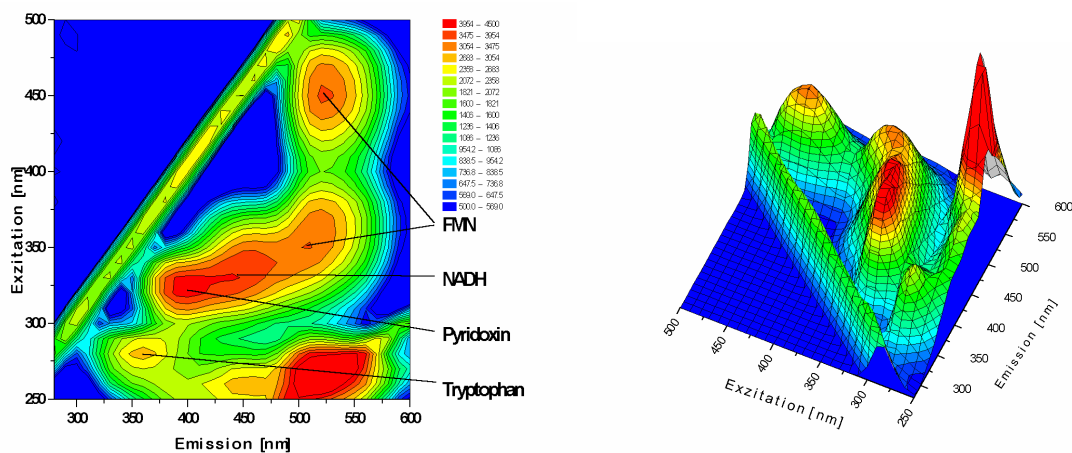 500
450
400
350
300
250
Exzitation [nm]
300
350
400
450
500
550
600
Emission [nm]
3954 – 4500
3475 – 3954
3054 – 3475
2683 – 3054
2358 – 2683
2072 – 2358
1821 – 2072
1600 – 1821
1406 – 1600
1236 – 1406
1086 – 1236
954.2 – 1086
838.5 – 954.2
736.8 – 838.5
647.5 – 736.8
569.0 – 647.5
500.0 – 569.0
FMN
NADH
Pyridoxin
Tryptophan
500
450
400
350
300
250
Exzitation [nm]
600
550
500
450
400
350
300
Emission [nm]